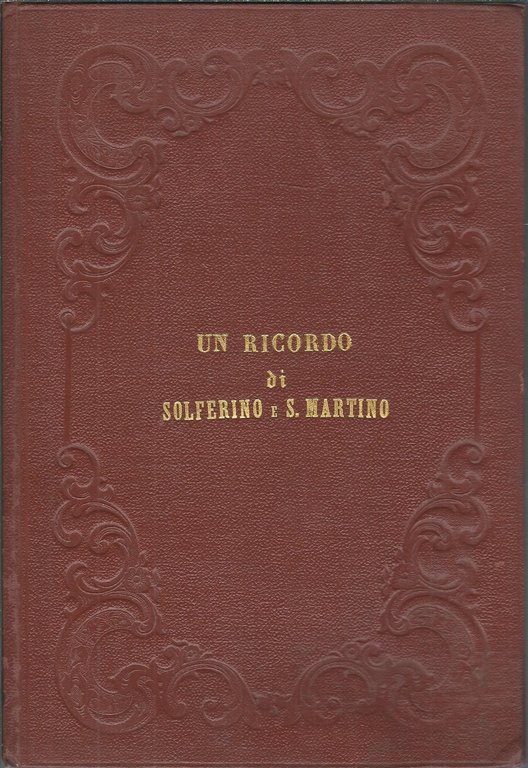 UN RICORDO
di
SOLFERINO E S. MARTINO